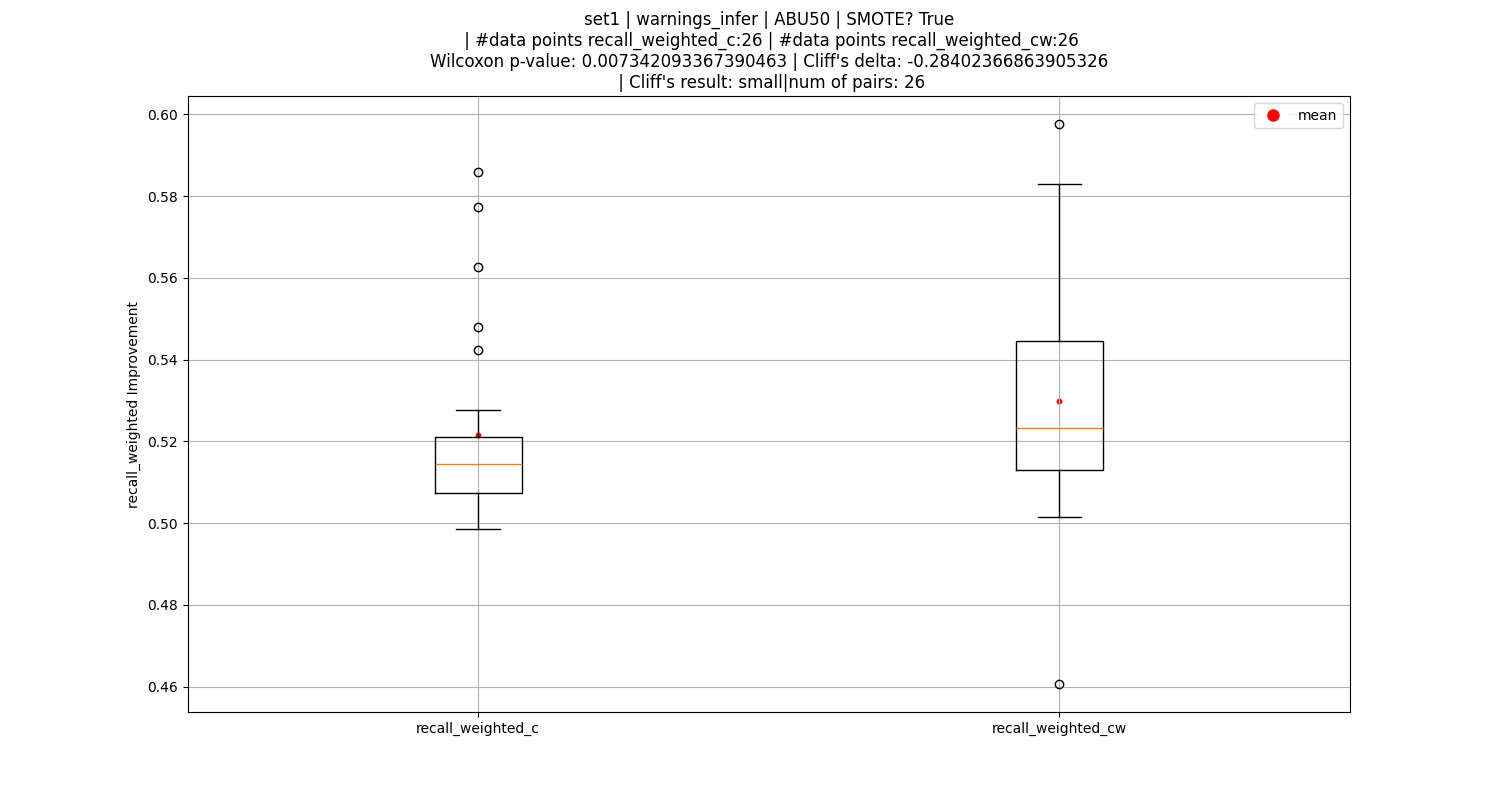 set1 | warnings_infer | ABU50 | SMOTE? True
| #data points recall_weighted_c:26 | #data points recall_weighted_cw:26
Wilcoxon p-value: 0.007342093367390463 | Cliff's delta: -0.28402366863905326
| Cliff's result: small|num of pairs: 26
mean
recall_weighted Improvement
0.60
0.58
0.56
0.54
0.52
0.50
0.48
0.46
recall_weighted_c
recall_weighted_cw